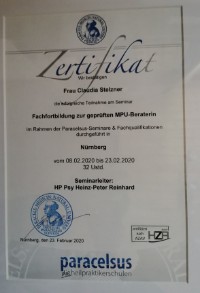 Zertifikat
Wir bestätigen
Frau Claudia Stelzner
die/erfolgreiche Teilnahme am Seminar
Fachfortbildung zur geprüften MPU-Beraterin
im Rahmen der Paracelsus-Seminare & Fachqualifikationen
durchgeführt in
Nürnberg
vom 08.02.2020 bis 23.02.2020
32 Ustd.
Seminarleiter:
HP Psy Heinz-Peter Reinhard
Nürnberg, den 23. Februar 2020
paracelsus
heilpraktikerschulen